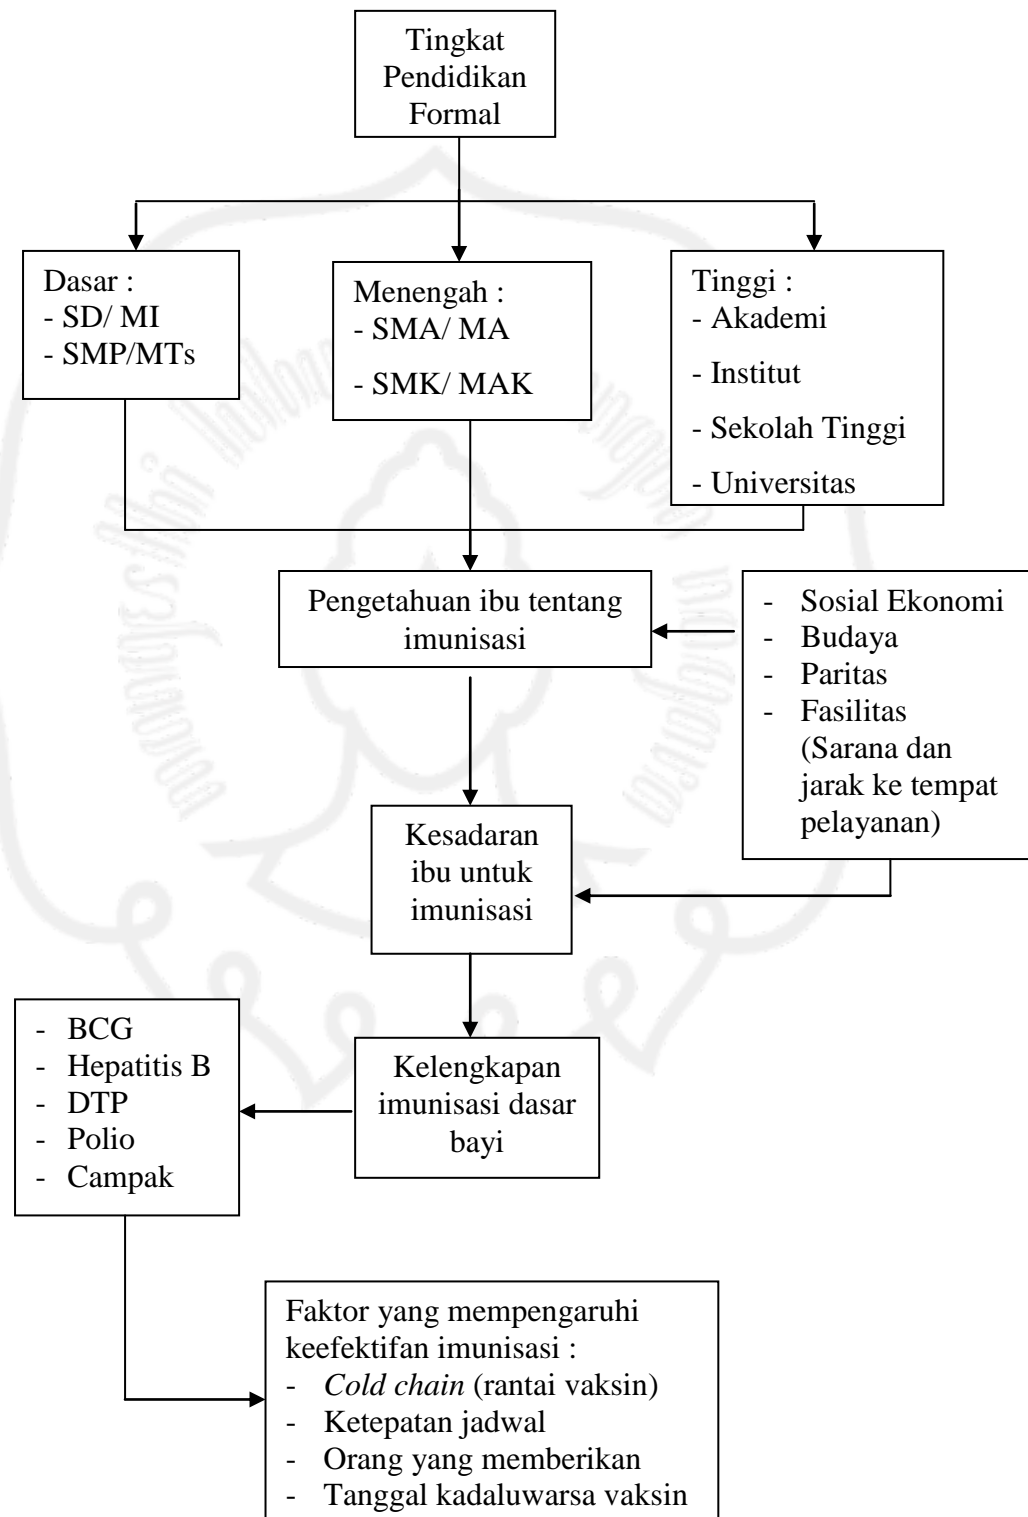 Tingkat
Pendidikan
Formal
Dasar :
- SD/ MI
- SMP/MTs
Menengah :
- SMA/ MA
- SMK/ MAK
Tinggi :
- Akademi
- Institut
- Sekolah Tinggi
- Universitas
Pengetahuan ibu tentang
imunisasi
- Sosial Ekonomi
- Budaya
- Paritas
- Fasilitas
(Sarana dan
jarak ke tempat
pelayanan)
Kesadaran
ibu untuk
imunisasi
- BCG
- Hepatitis B
- DTP
- Polio
- Campak
Kelengkapan
imunisasi dasar
bayi
Faktor yang mempengaruhi
keefektifan imunisasi :
- Cold chain (rantai vaksin)
- Ketepatan jadwal
- Orang yang memberikan
- Tanggal kadaluwarsa vaksin